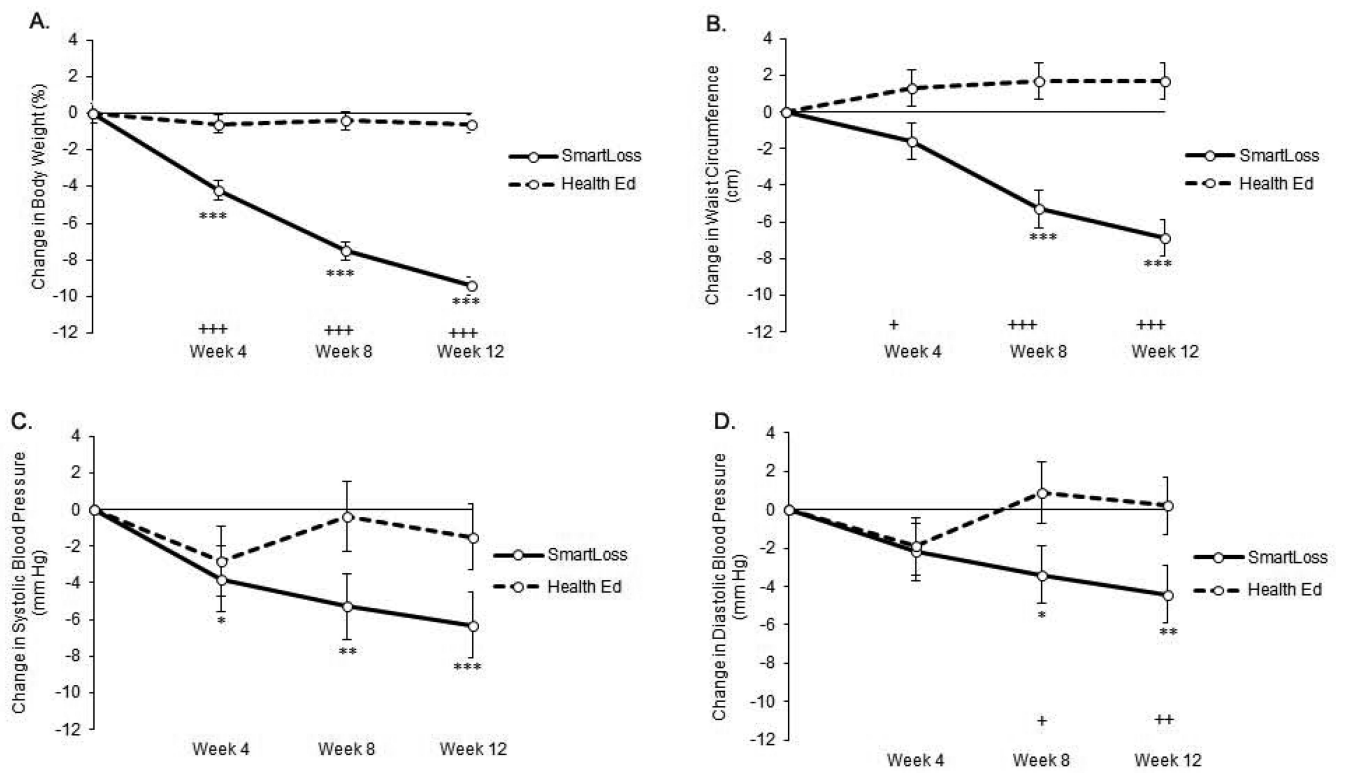 A.
Change in Body Weight (%)
4
2
0
-2
-4
-6
-8
-10
-12
***
***
***
+++
+++
+++
Week 4
Week 8
Week 12
SmartLoss
Health Ed
B.
Change in Waist Circumference
(cm)
4
2
0
-2
-4
-6
-8
-10
-12
***
***
+
+++
+++
Week 4
Week 8
Week 12
SmartLoss
Health Ed
C.
Change in Systolic Blood Pressure
(mm Hg)
4
2
0
-2
-4
-6
-8
-10
-12
*
**
***
Week 4
Week 8
Week 12
SmartLoss
Health Ed
D.
Change in Diastolic Blood Pressure
(mm Hg)
4
2
0
-2
-4
-6
-8
-10
-12
*
**
+
++
Week 4
Week 8
Week 12
SmartLoss
Health Ed